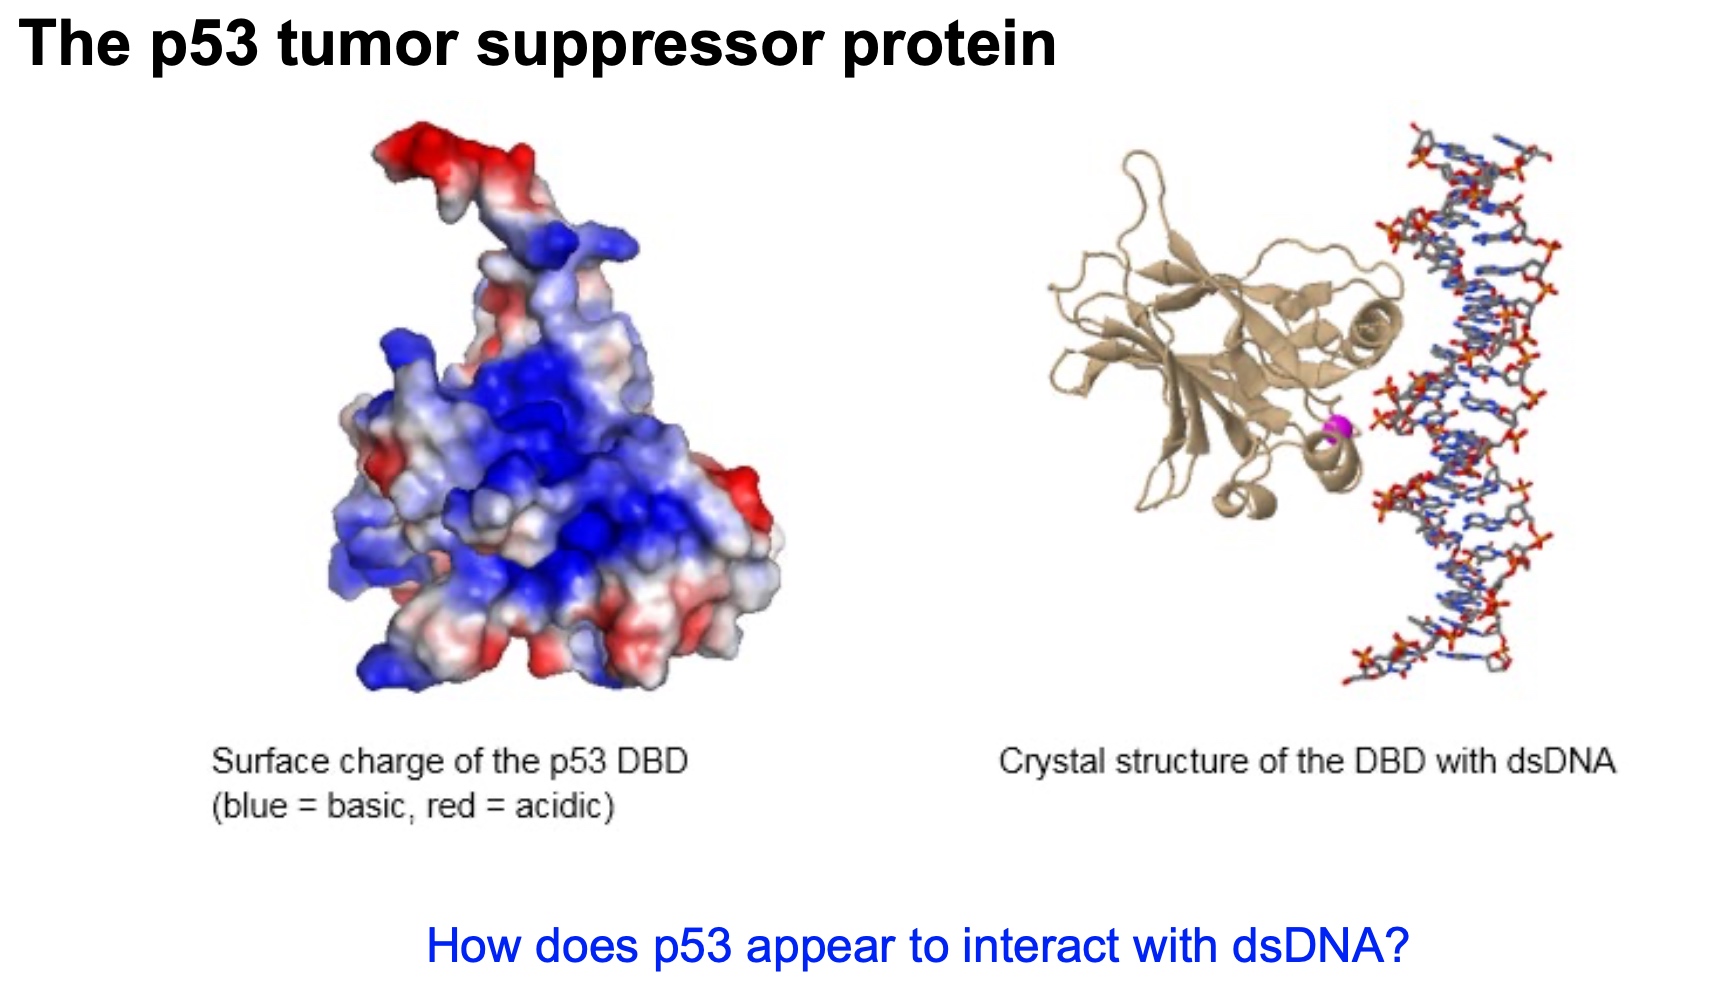 The p53 tumor suppressor protein
Surface charge of the p53 DBD
(blue = basic, red = acidic)
Crystal structure of the DBD with dsDNA
How does p53 appear to interact with dsDNA?